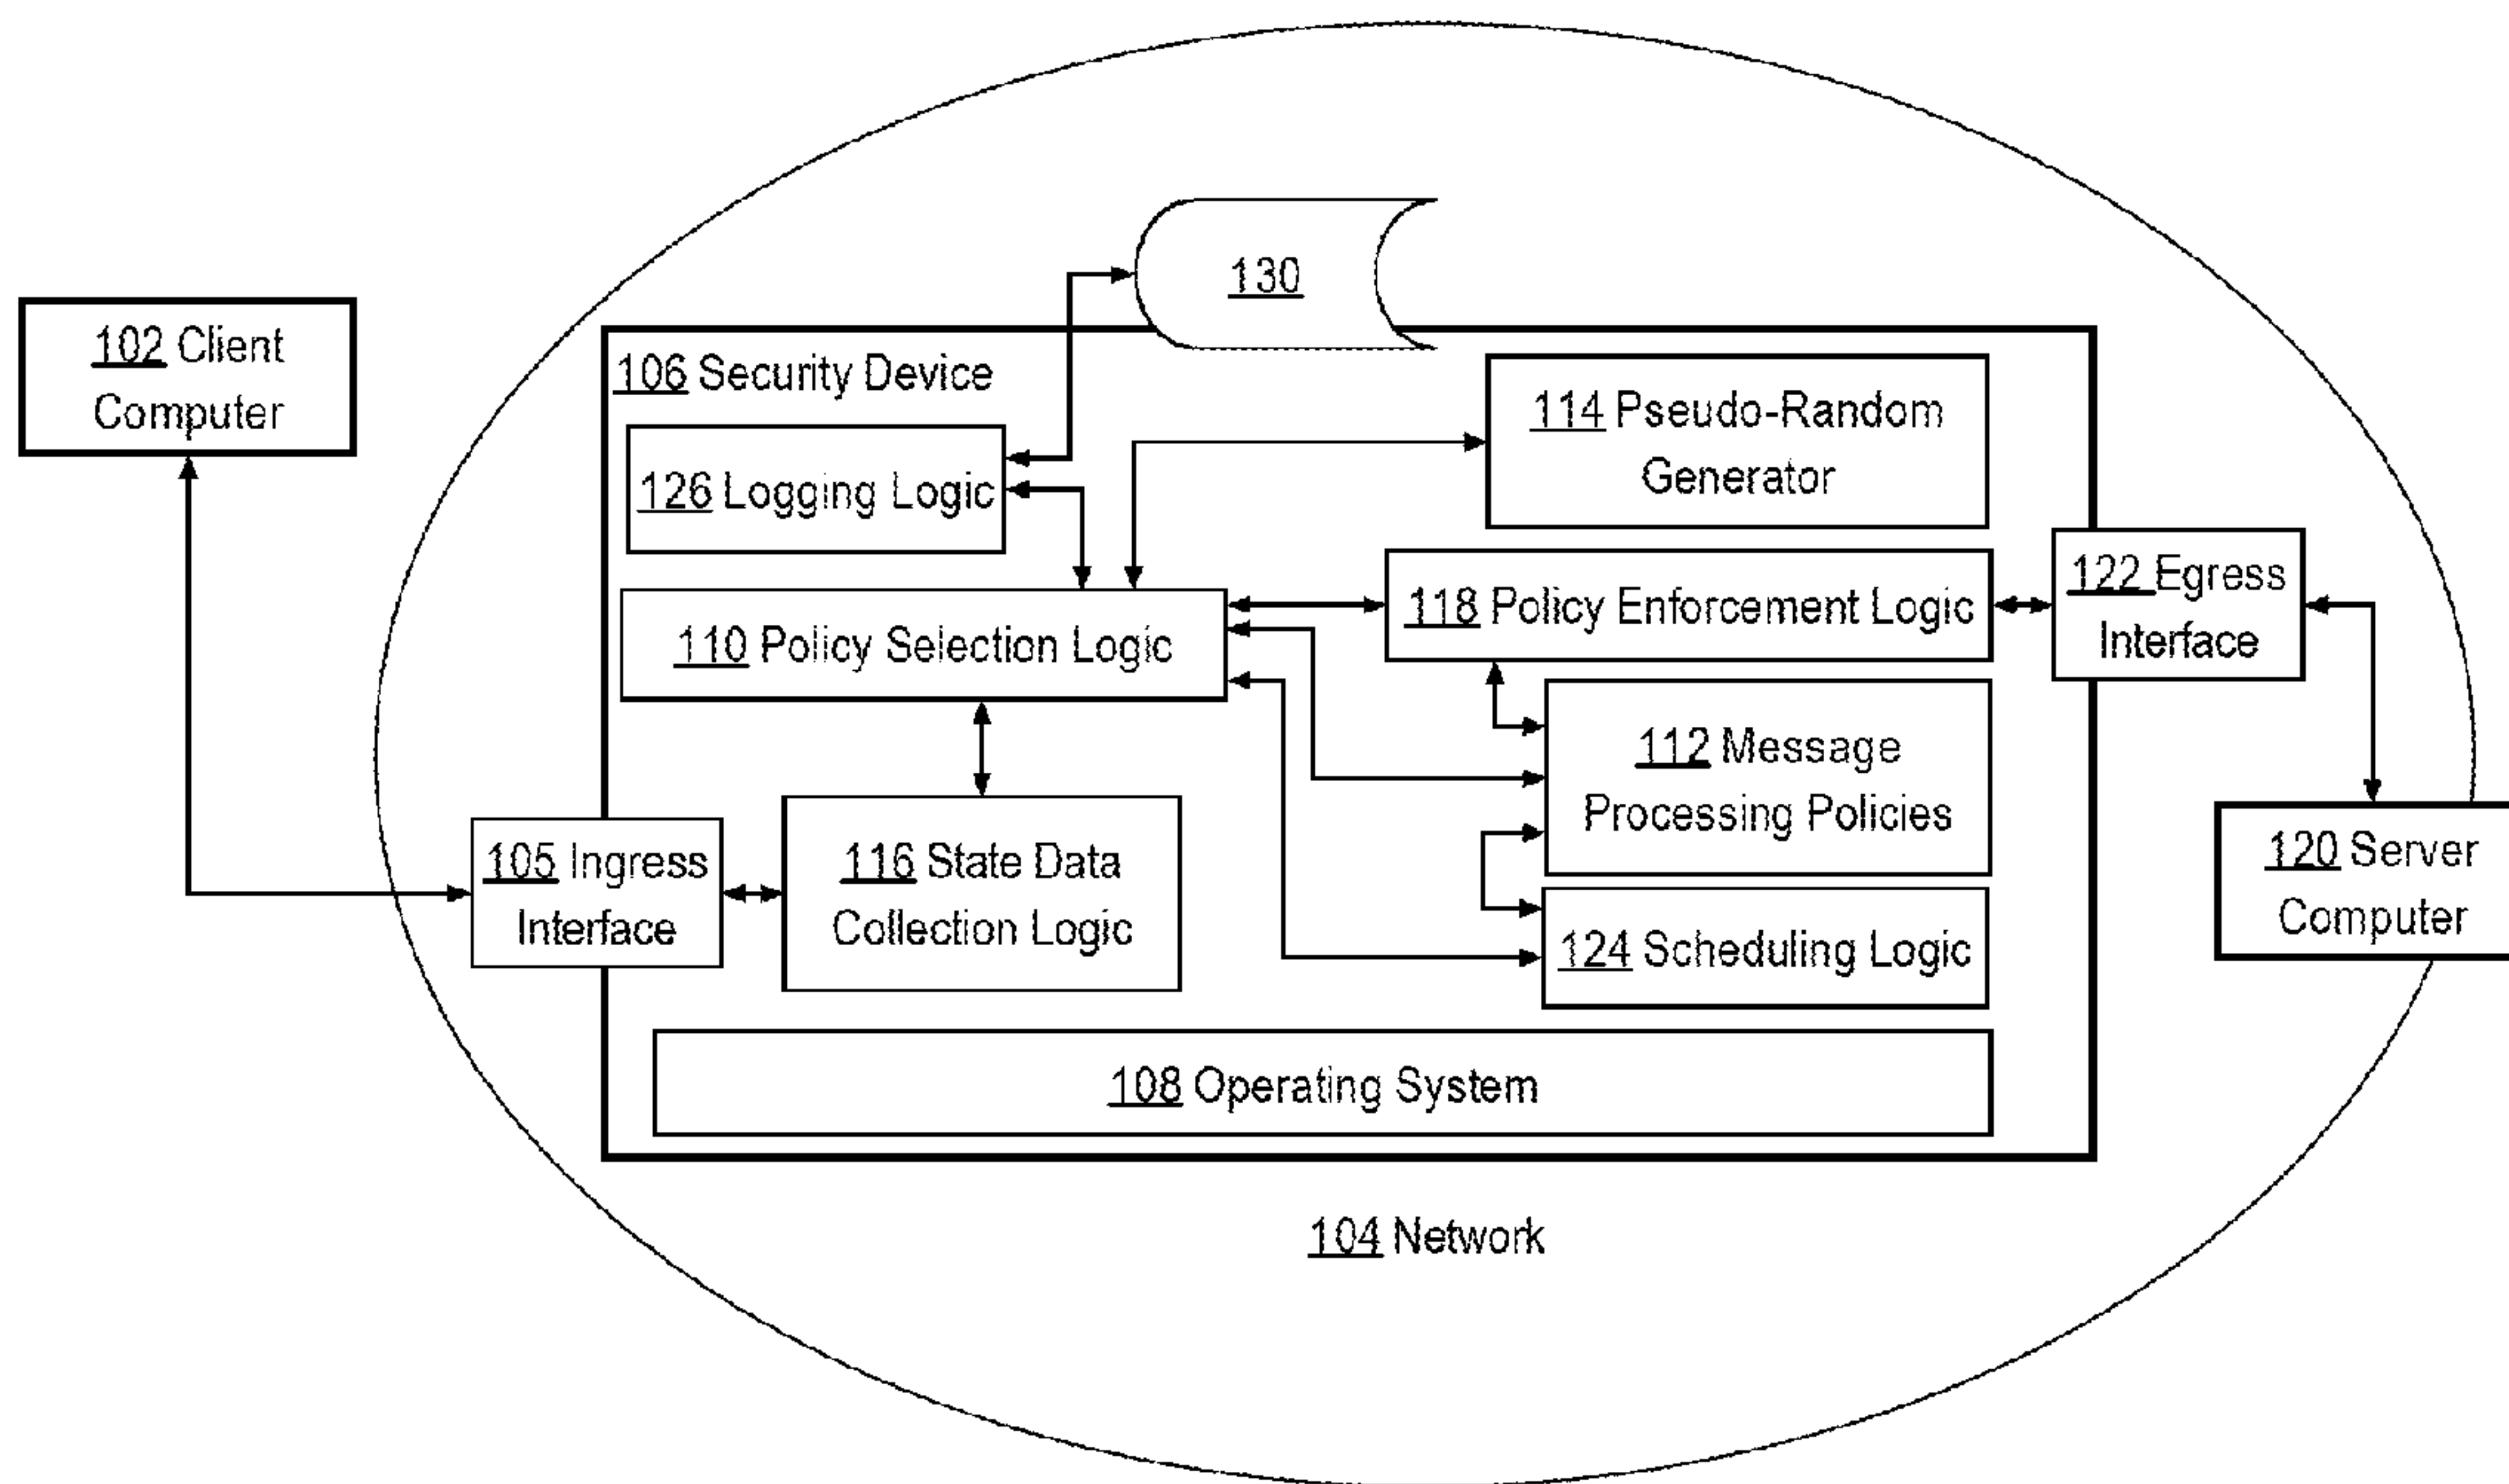 130
102 Client
Computer
106 Security Device
114 Pseudo-Random
Generator
126 Logging Logic
118 Policy Enforcement Logic
122 Egress
Interface
110 Policy Selection Logic
112 Message
Processing Policies
105 Ingress
Interface
116 State Data
Collection Logic
120 Server
Computer
124 Scheduling Logic
108 Operating System
104 Network